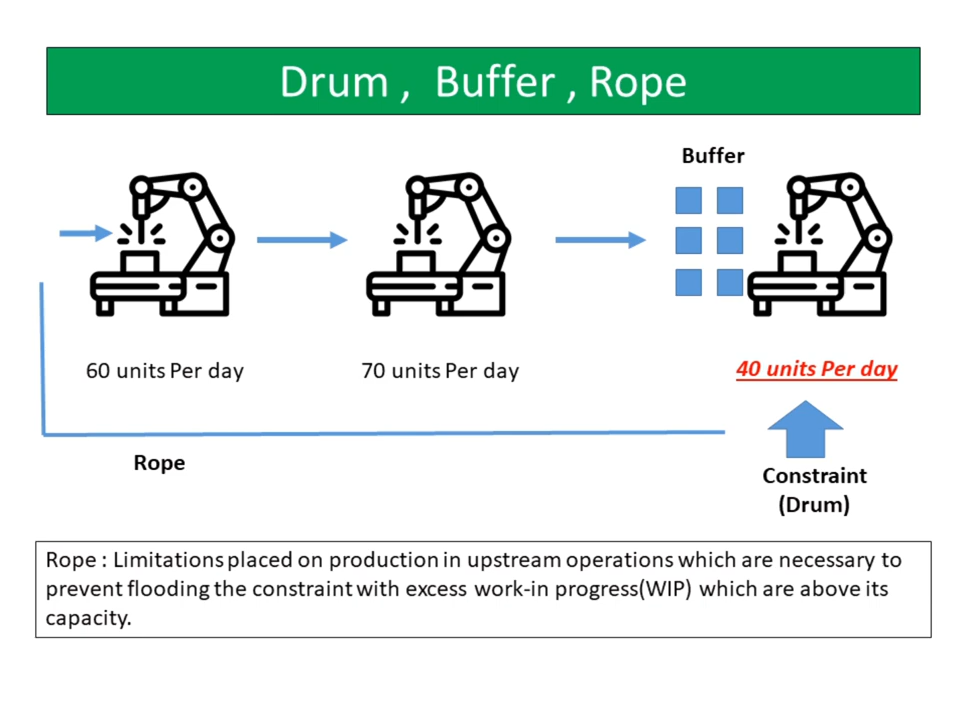 Drum , Buffer , Rope
Buffer
60 units Per day
70 units Per day
40 units Per day
Rope
Constraint
(Drum)
Rope : Limitations placed on production in upstream operations which are necessary to
prevent flooding the constraint with excess work-in progress(WIP) which are above its
capacity.